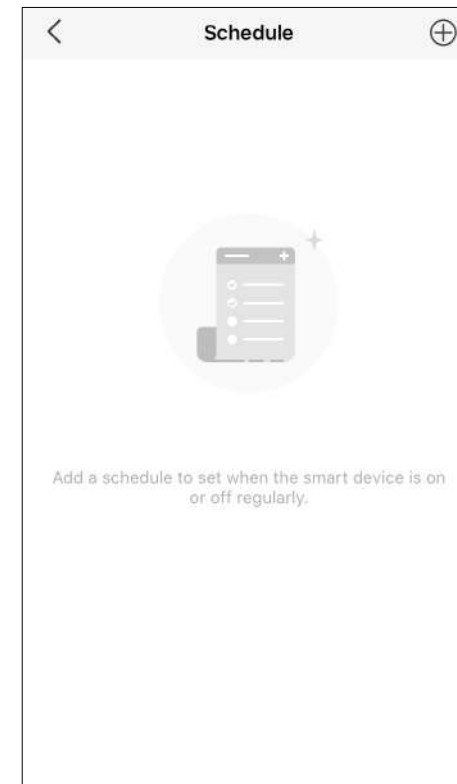 Schedule
Add a schedule to set when the smart device is on
or off regularly.